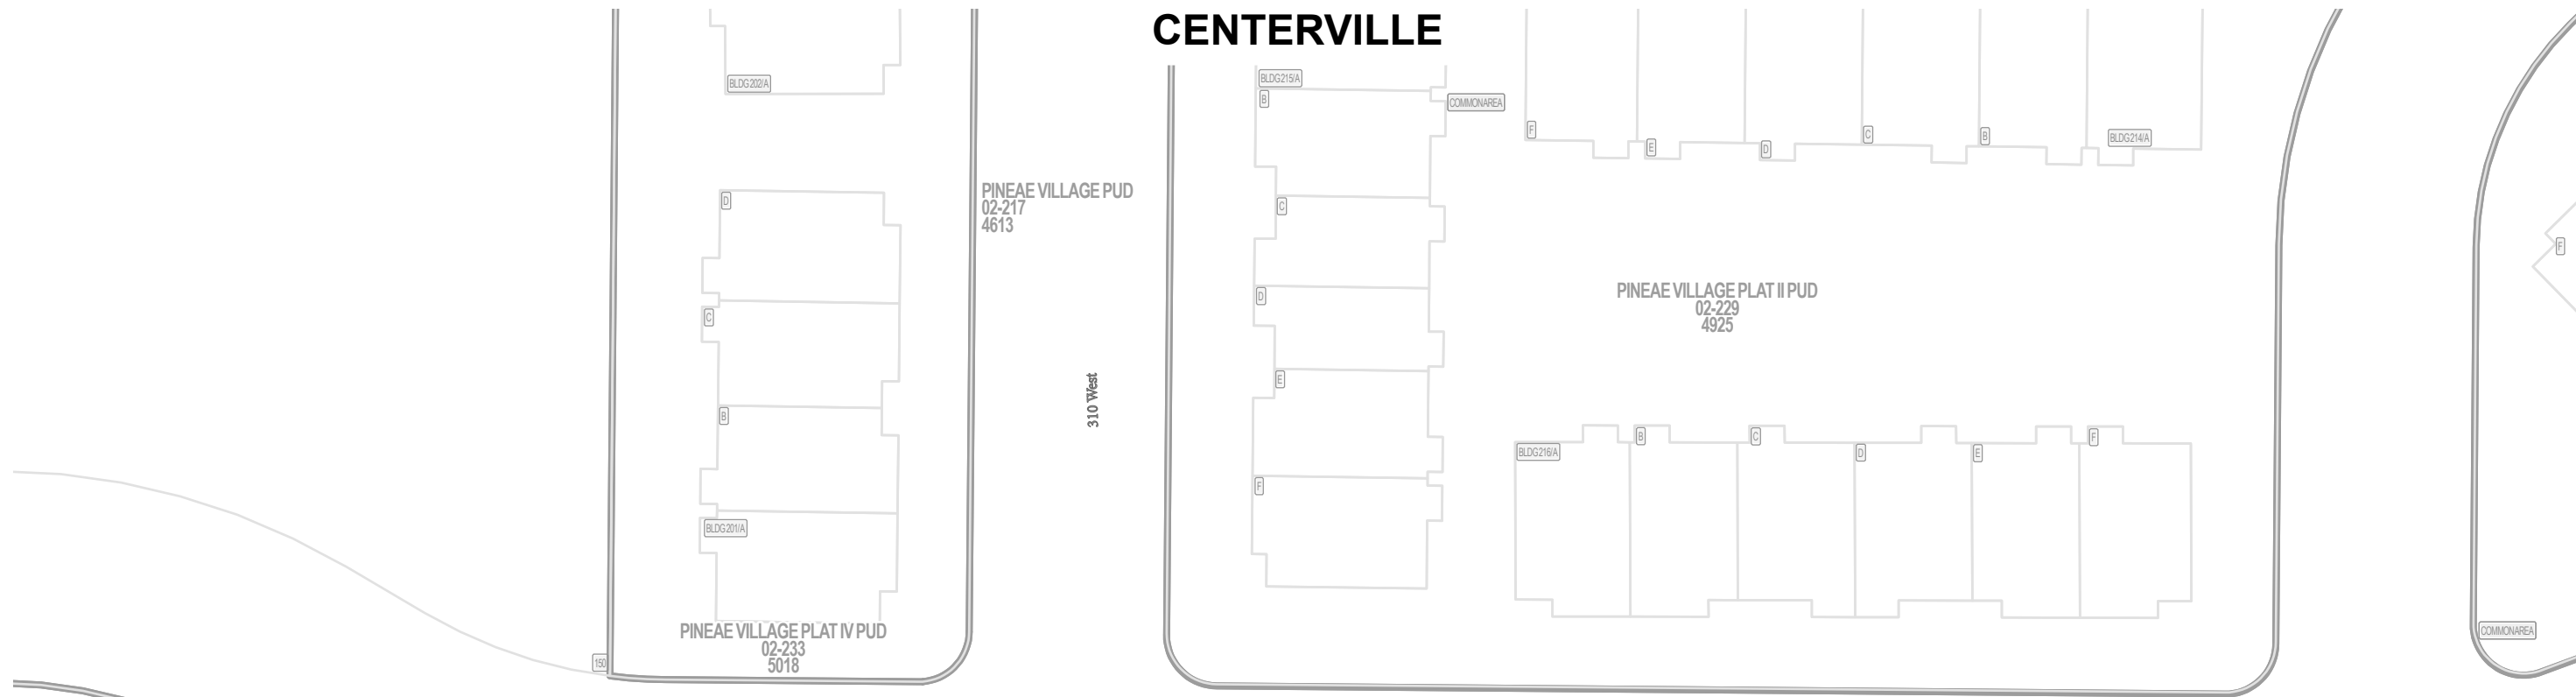 CENTERVILLE
BLDG202/A
BLDG215/A
B
COMMONAREA
F
E
D
C
B
BLDG214/A
D
PINEAE VILLAGE PUD
02-217
4613
C
F
PINEAE VILLAGE PLAT II PUD
02-229
4925
D
C
310 West
E
B
BLDG216/A
B
C
D
E
F
F
BLDG201/A
PINEAE VILLAGE PLAT IV PUD
02-233
5018
150
COMMONAREA